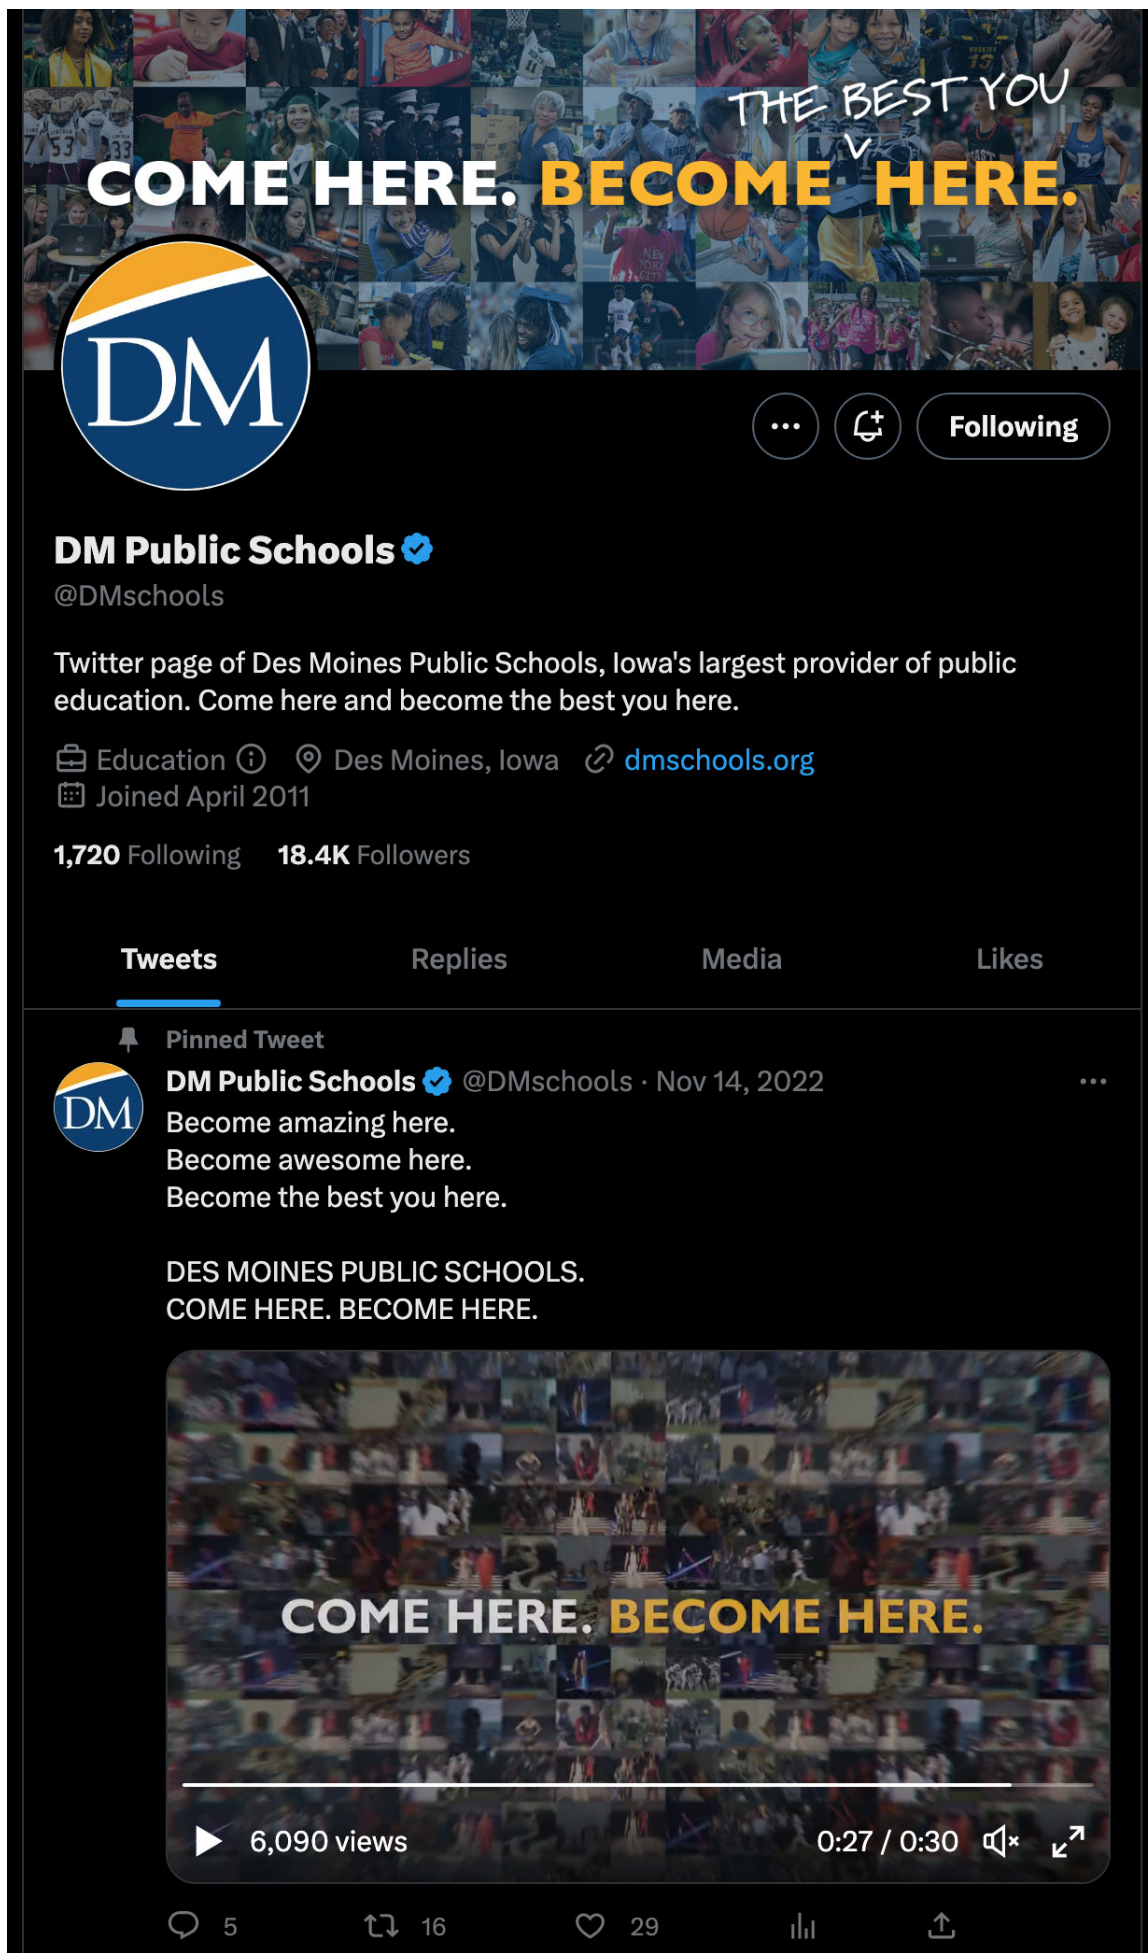 THE BEST YOU
COME HERE. BECOME HERE.
DM
Following
DM Public Schools
@DMschools
Twitter page of Des Moines Public Schools, Iowa's largest provider of public
education. Come here and become the best you here.
Education Des Moines, Iowa dmschools.org
Joined April 2011
1,720 Following 18.4K Followers
Tweets Replies Media Likes
Pinned Tweet
DM Public Schools @DMschools · Nov 14, 2022
DM
Become amazing here.
Become awesome here.
Become the best you here.
DES MOINES PUBLIC SCHOOLS.
COME HERE. BECOME HERE.
COME HERE. BECOME HERE.
6,090 views 0:27 / 0:30
5 16 29